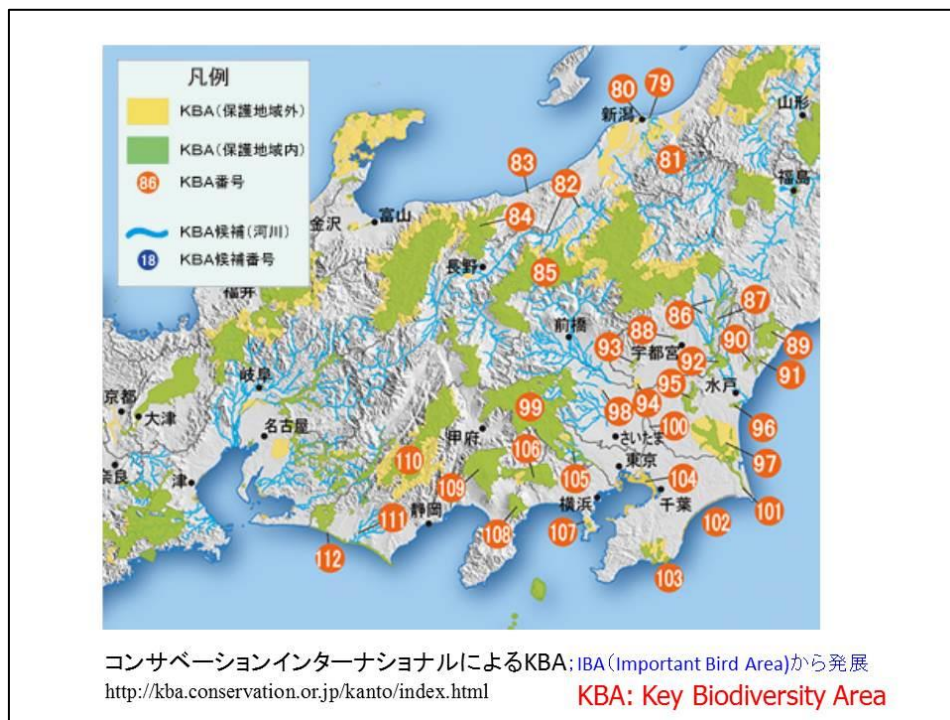 凡例
KBA(保護地域外)
KBA(保護地域内)
86 KBA番号
KBA候補(河川)
18 KBA候補番号
80
79
新潟
山形
81
福島
83
82
84
金沢
富山
長野
85
福井
前橋
86
87
88
宇都宮
89
90
91
92
93
水戸
95
94
96
岐阜
京都
大津
名古屋
甲府
99
98
100
さいたま
97
奈良
津
110
109
106
105
東京
104
横浜
千葉
101
102
静岡
111
108
107
112
103
コンサベーションインターナショナルによるKBA:IBA(Important Bird Area)から発展
http://kba.conservation.or.jp/kanto/index.html
KBA: Key Biodiversity Area